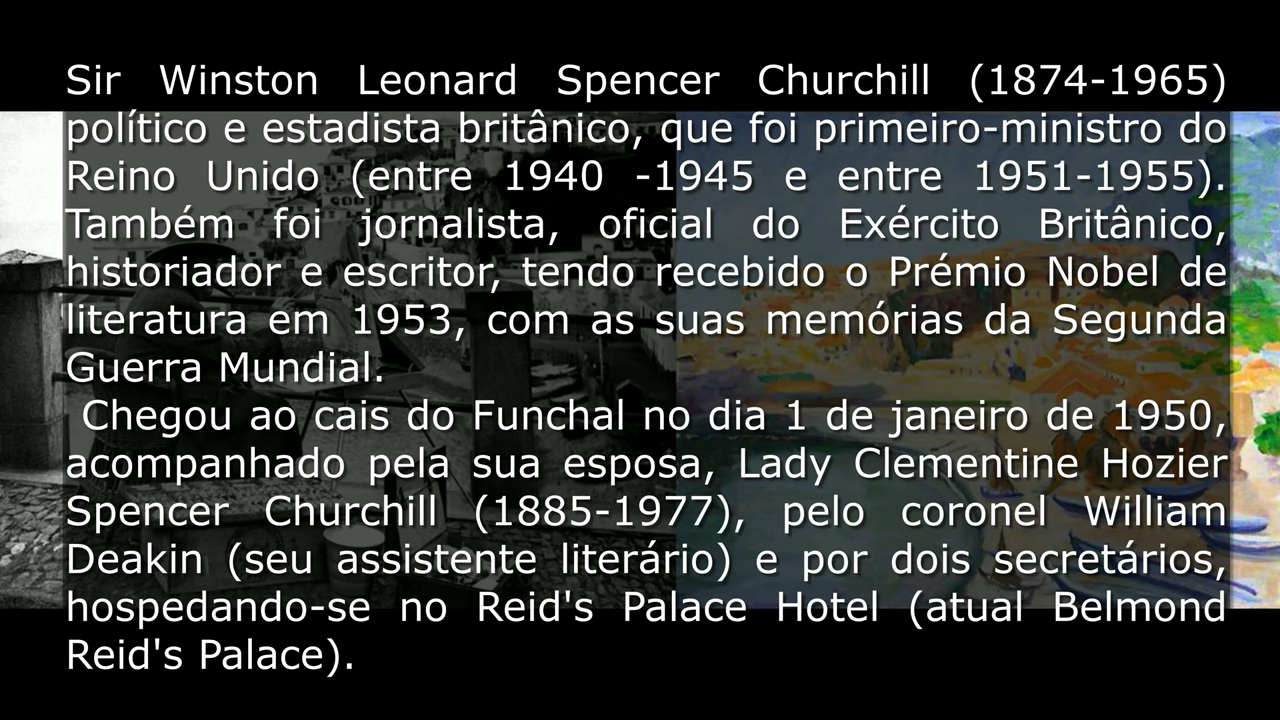 Sir Winston Leonard Spencer Churchill (1874-1965)
político e estadista britânico, que foi primeiro-ministro do
Reino Unido (entre 1940 -1945 e entre 1951-1955).
Também foi jornalista, oficial do Exército Britânico,
historiador e escritor, tendo recebido o Prémio Nobel de
literatura em 1953, com as suas memórias da Segunda
Guerra Mundial.
Chegou ao cais do Funchal no dia 1 de janeiro de 1950,
acompanhado pela sua esposa, Lady Clementine Hozier
Spencer Churchill (1885-1977), pelo coronel William
Deakin (seu assistente literário) e por dois secretários,
hospedando-se no Reid's Palace Hotel (atual Belmond
Reid's Palace).